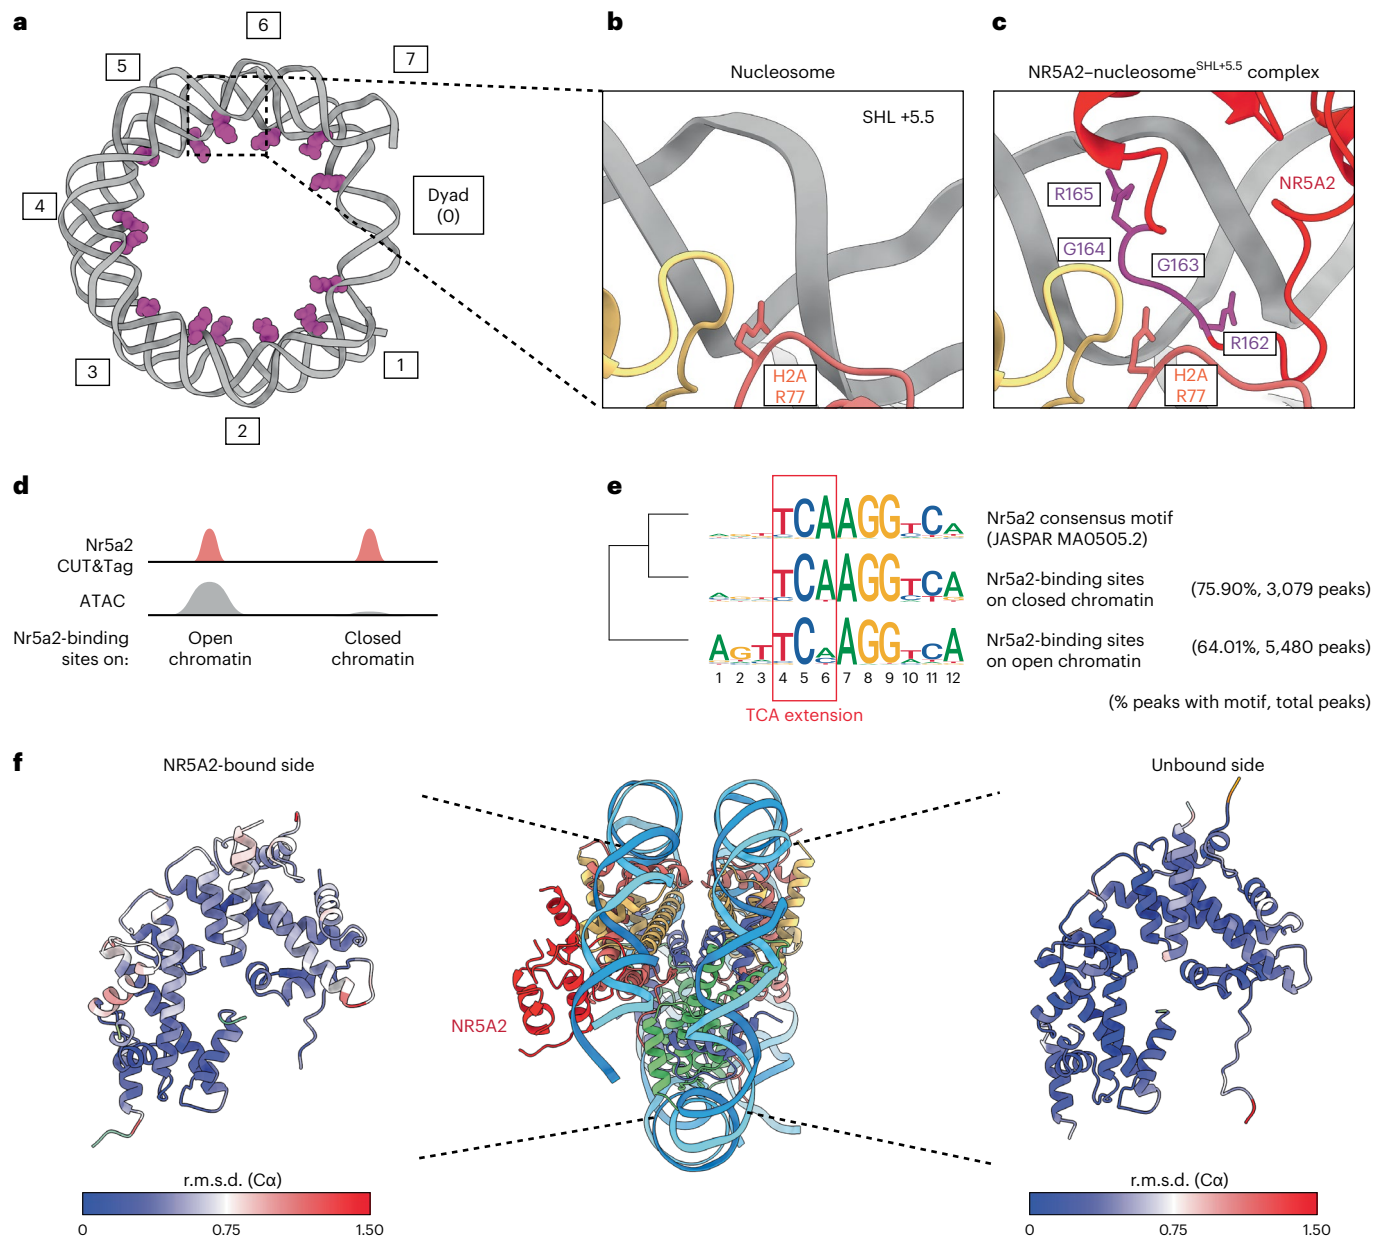 a
6
5
7
4
Dyad
(0)
3
1
2
b
Nucleosome
SHL +5.5
H2A
R77
c
NR5A2–nucleosomeSHL+5.5 complex
R165
NR5A2
G164
G163
R162
H2A
R77
d
Nr5a2
CUT&Tag
ATAC
Nr5a2-binding
sites on:
Open
chromatin
Closed
chromatin
e
TCAAGGTCA
Nr5a2 consensus motif
(JASPAR MA0505.2)
TCAAGGTCA
Nr5a2-binding sites
on closed chromatin
(75.90%, 3,079 peaks)
AGTTCAAGGTCA
Nr5a2-binding sites
on open chromatin
(64.01%, 5,480 peaks)
1 2 3 4 5 6 7 8 9 10 11 12
(% peaks with motif, total peaks)
TCA extension
f
NR5A2-bound side
Unbound side
NR5A2
r.m.s.d. (Cα)
0 0.75 1.50
r.m.s.d. (Cα)
0 0.75 1.50